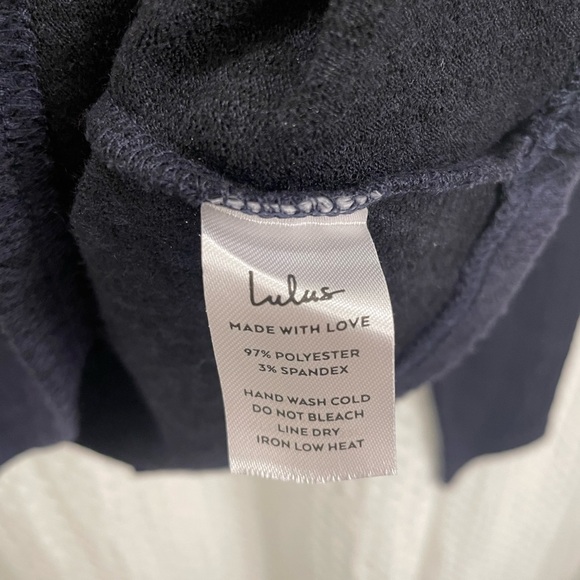 Lulus
MADE WITH LOVE
97% POLYESTER
3% SPANDEX
HAND WASH COLD
DO NOT BLEACH
LINE DRY
IRON LOW HEAT